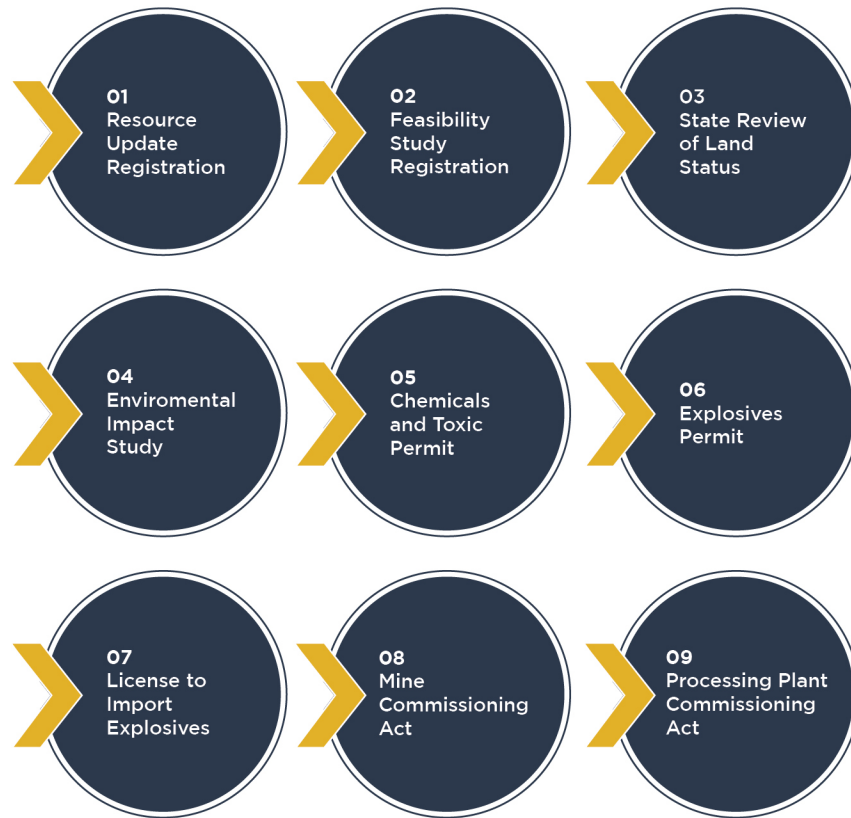 01
Resource
Update
Registration
02
Feasibility
Study
Registration
03
State Review
of Land
Status
04
Enviromental
Impact
Study
05
Chemicals
and Toxic
Permit
06
Explosives
Permit
07
License to
Import
Explosives
08
Mine
Commissioning
Act
09
Processing Plant
Commissioning
Act